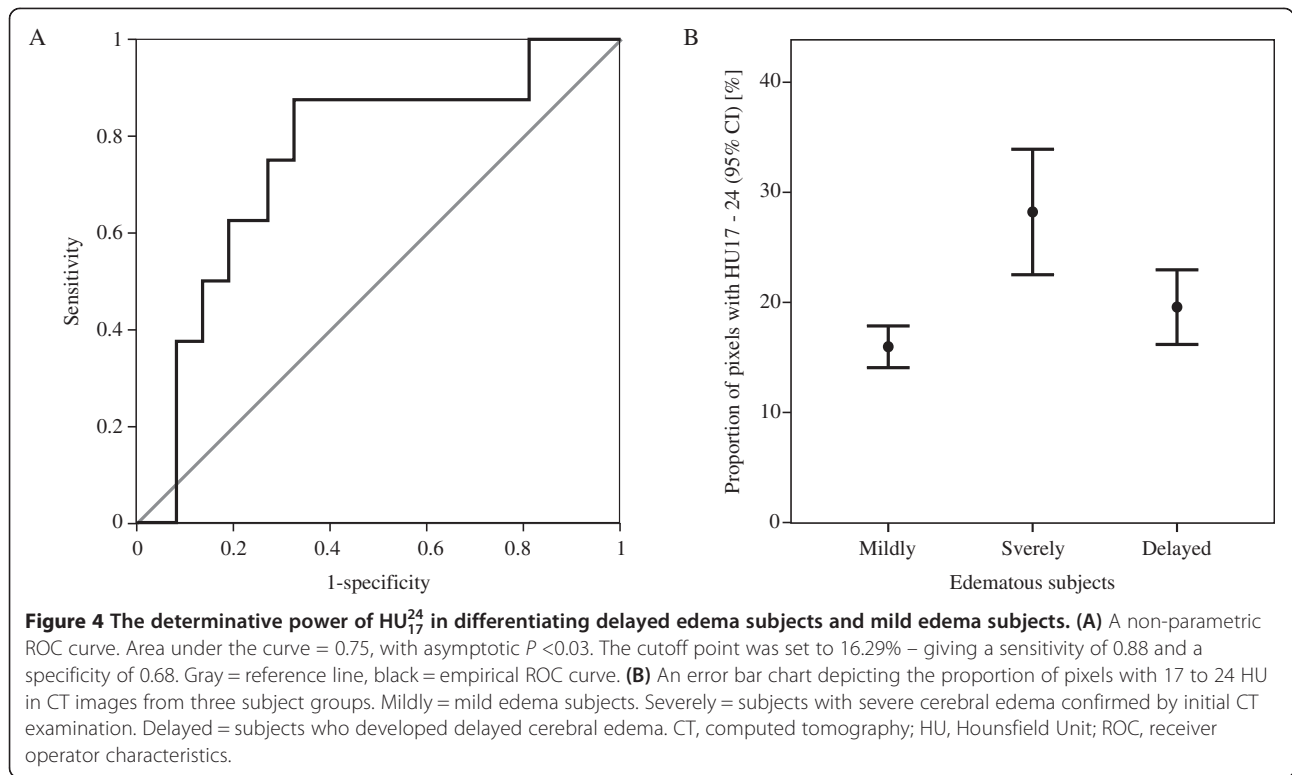 A
1
0.8
0.6
0.4
0.2
0
Sensitivity
0
0.2
0.4
0.6
0.8
1
1-specificity
B
40
30
20
10
0
Proportion of pixels with HU17 - 24 (95% CI) [%]
Mildly
Sverely
Delayed
Edematous subjects
Figure 4 The determinative power of HU²⁴₁₇ in differentiating delayed edema subjects and mild edema subjects. (A) A non-parametric
ROC curve. Area under the curve = 0.75, with asymptotic P <0.03. The cutoff point was set to 16.29% – giving a sensitivity of 0.88 and a
specificity of 0.68. Gray = reference line, black = empirical ROC curve. (B) An error bar chart depicting the proportion of pixels with 17 to 24 HU
in CT images from three subject groups. Mildly = mild edema subjects. Severely = subjects with severe cerebral edema confirmed by initial CT
examination. Delayed = subjects who developed delayed cerebral edema. CT, computed tomography; HU, Hounsfield Unit; ROC, receiver
operator characteristics.